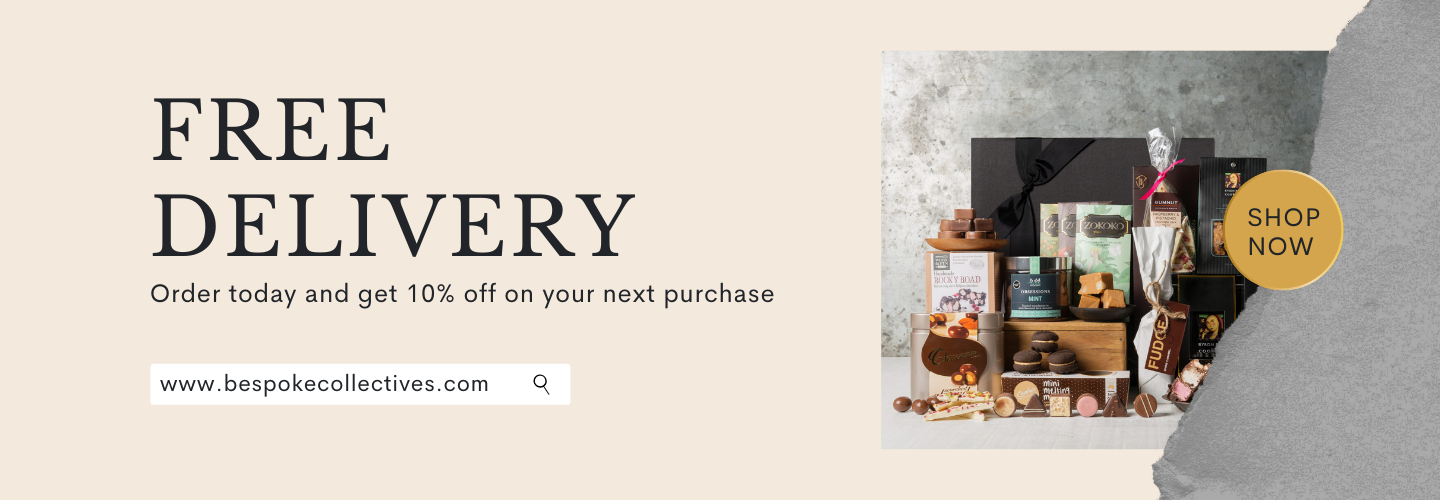 FREE
DELIVERY
Order today and get 10% off on your next purchase
www.bespokecollectives.com
SHOP
NOW
ZOKOKO
GUMNUT
ROCKY ROAD
OBSESSIONS
MINT
FUDGE
mini
melting